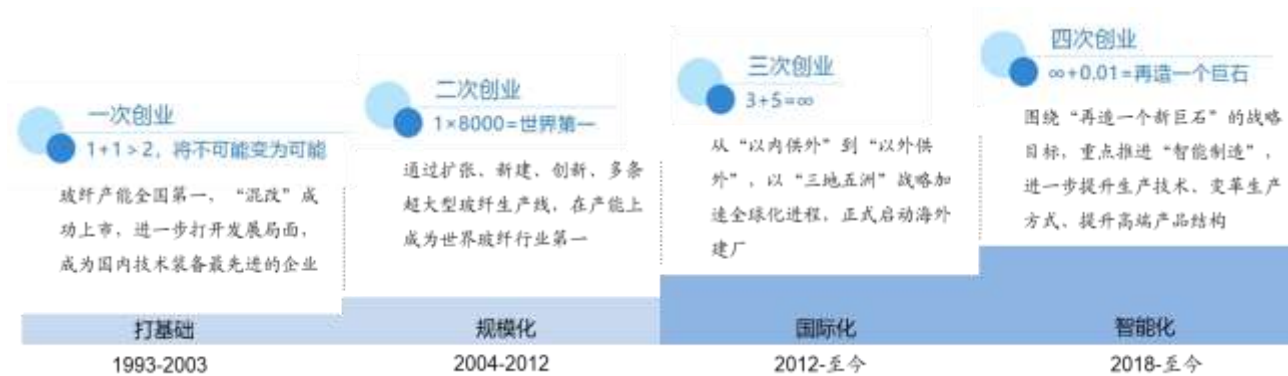 一次创业
1+1>2，将不可能变为可能
玻纤产能全国第一、“混改”成
功上市，进一步打开发展局面，
成为国内技术装备最先进的企业
打基础
1993-2003
二次创业
1×8000=世界第一
通过扩张、新建、创新、多条
超大型玻纤生产线，在产能上
成为世界玻纤行业第一
规模化
2004-2012
三次创业
3+5=∞
从“以内供外”到“以外供
外”，以“三地五洲”战略加
速全球化进程，正式启动海外
建厂
国际化
2012-至今
四次创业
∞+0.01=再造一个巨石
围绕“再造一个新巨石”的战略
目标，重点推进“智能制造”，
进一步提升生产技术、变革生产
方式、提升高端产品结构
智能化
2018-至今